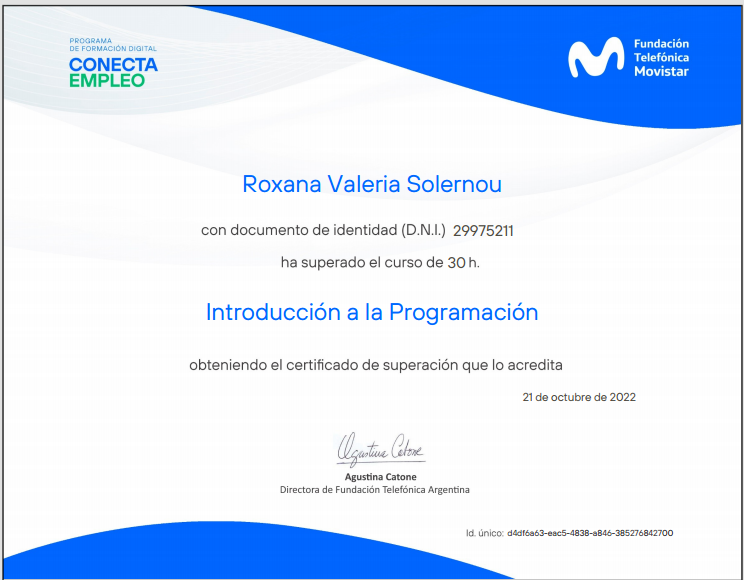 PROGRAMA
DE FORMACIÓN DIGITAL
CONECTA
EMPLEO
Fundación
Telefónica
Movistar
Roxana Valeria Solernou
con documento de identidad (D.N.I.) 29975211
ha superado el curso de 30 h.
Introducción a la Programación
obteniendo el certificado de superación que lo acredita
21 de octubre de 2022
Agustina Catone
Agustina Catone
Directora de Fundación Telefónica Argentina
Id. único: d4df6a63-eac5-4838-a846-385276842700